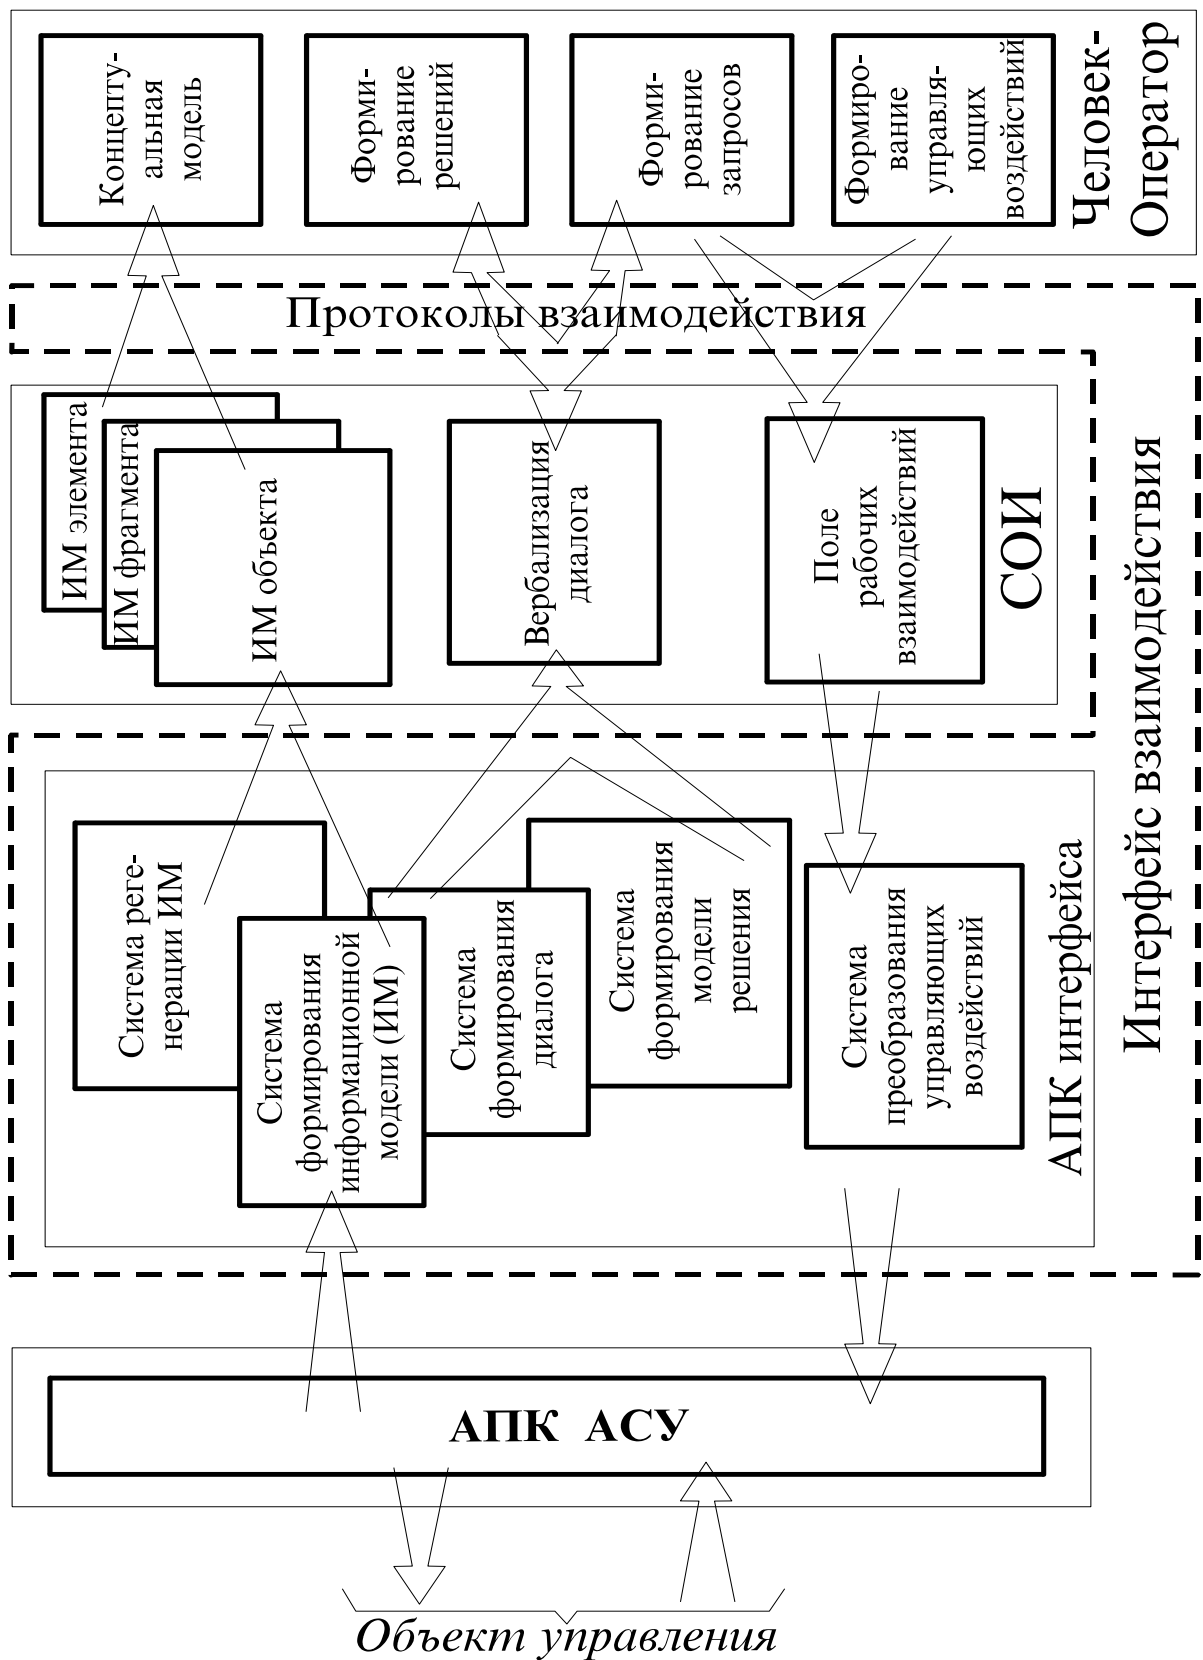 Концепту-
альная
модель
Форми-
рование
решений
Форми-
рование
запросов
Формиро-
вание
управля-
ющих
воздействий
Человек-
Оператор
Протоколы взаимодействия
ИМ элемента
ИМ фрагмента
ИМ объекта
Вербализация
диалога
Поле
рабочих
взаимодействий
СОИ
Интерфейс взаимодействия
Система реге-
нерации ИМ
Система
формирования
информационной
модели (ИМ)
Система
формирования
диалога
Система
формирования
модели
решения
Система
преобразования
управляющих
воздействий
АПК интерфейса
АПК АСУ
Объект управления